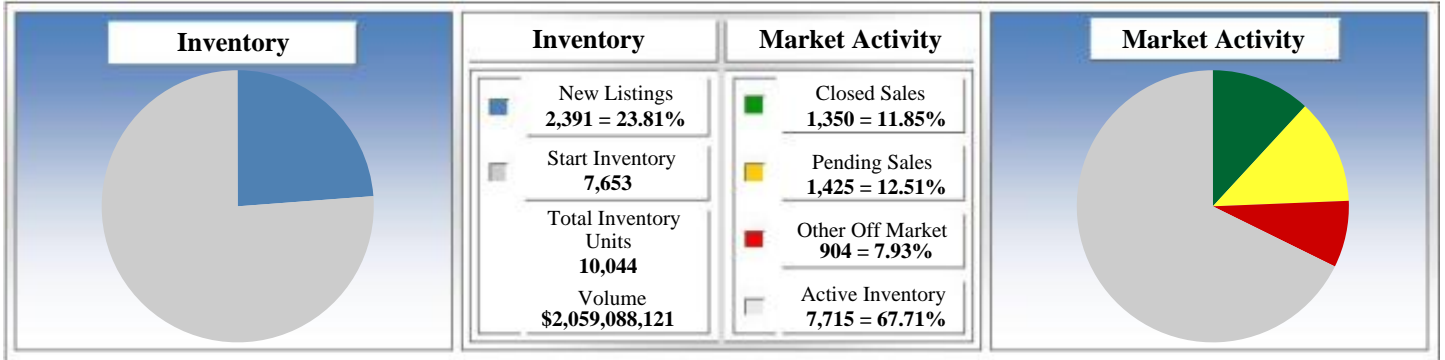 Inventory
Inventory
Market Activity
New Listings
2,391 = 23.81%
Start Inventory
7,653
Total Inventory
Units
10,044
Volume
$2,059,088,121
Closed Sales
1,350 = 11.85%
Pending Sales
1,425 = 12.51%
Other Off Market
904 = 7.93%
Active Inventory
7,715 = 67.71%
Market Activity